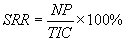 SRR = NP/TIC × 100%